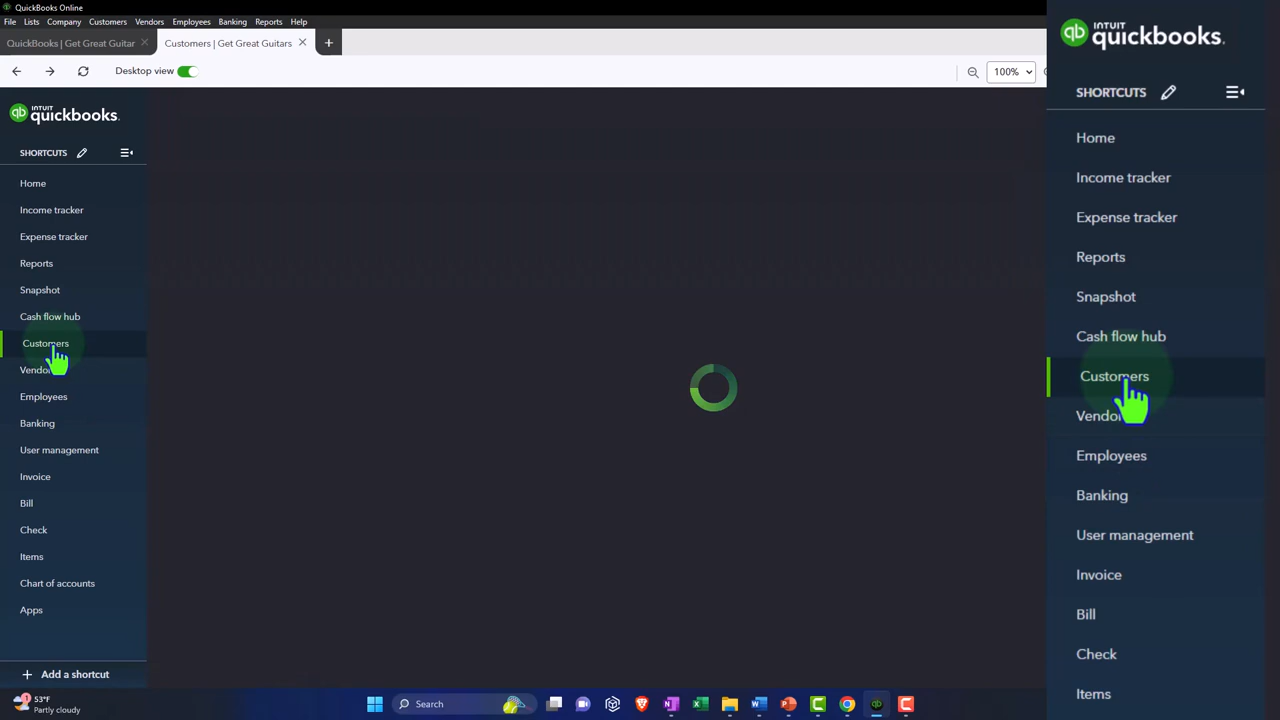 QuickBooks Online
File Lists Company Customers Vendors Employees Banking Reports Help
QuickBooks | Get Great Guitar
Customers | Get Great Guitars
Desktop view
100%
INTUIT
quickbooks.
SHORTCUTS
Home
Income tracker
Expense tracker
Reports
Snapshot
Cash flow hub
Customers
Employees
Banking
User management
Invoice
Bill
Check
Items
Chart of accounts
Apps
Add a shortcut
INTUIT
quickbooks.
SHORTCUTS
Home
Income tracker
Expense tracker
Reports
Snapshot
Cash flow hub
Customers
Employees
Banking
User management
Invoice
Bill
Check
Items
1
53°F
Partly cloudy
Search